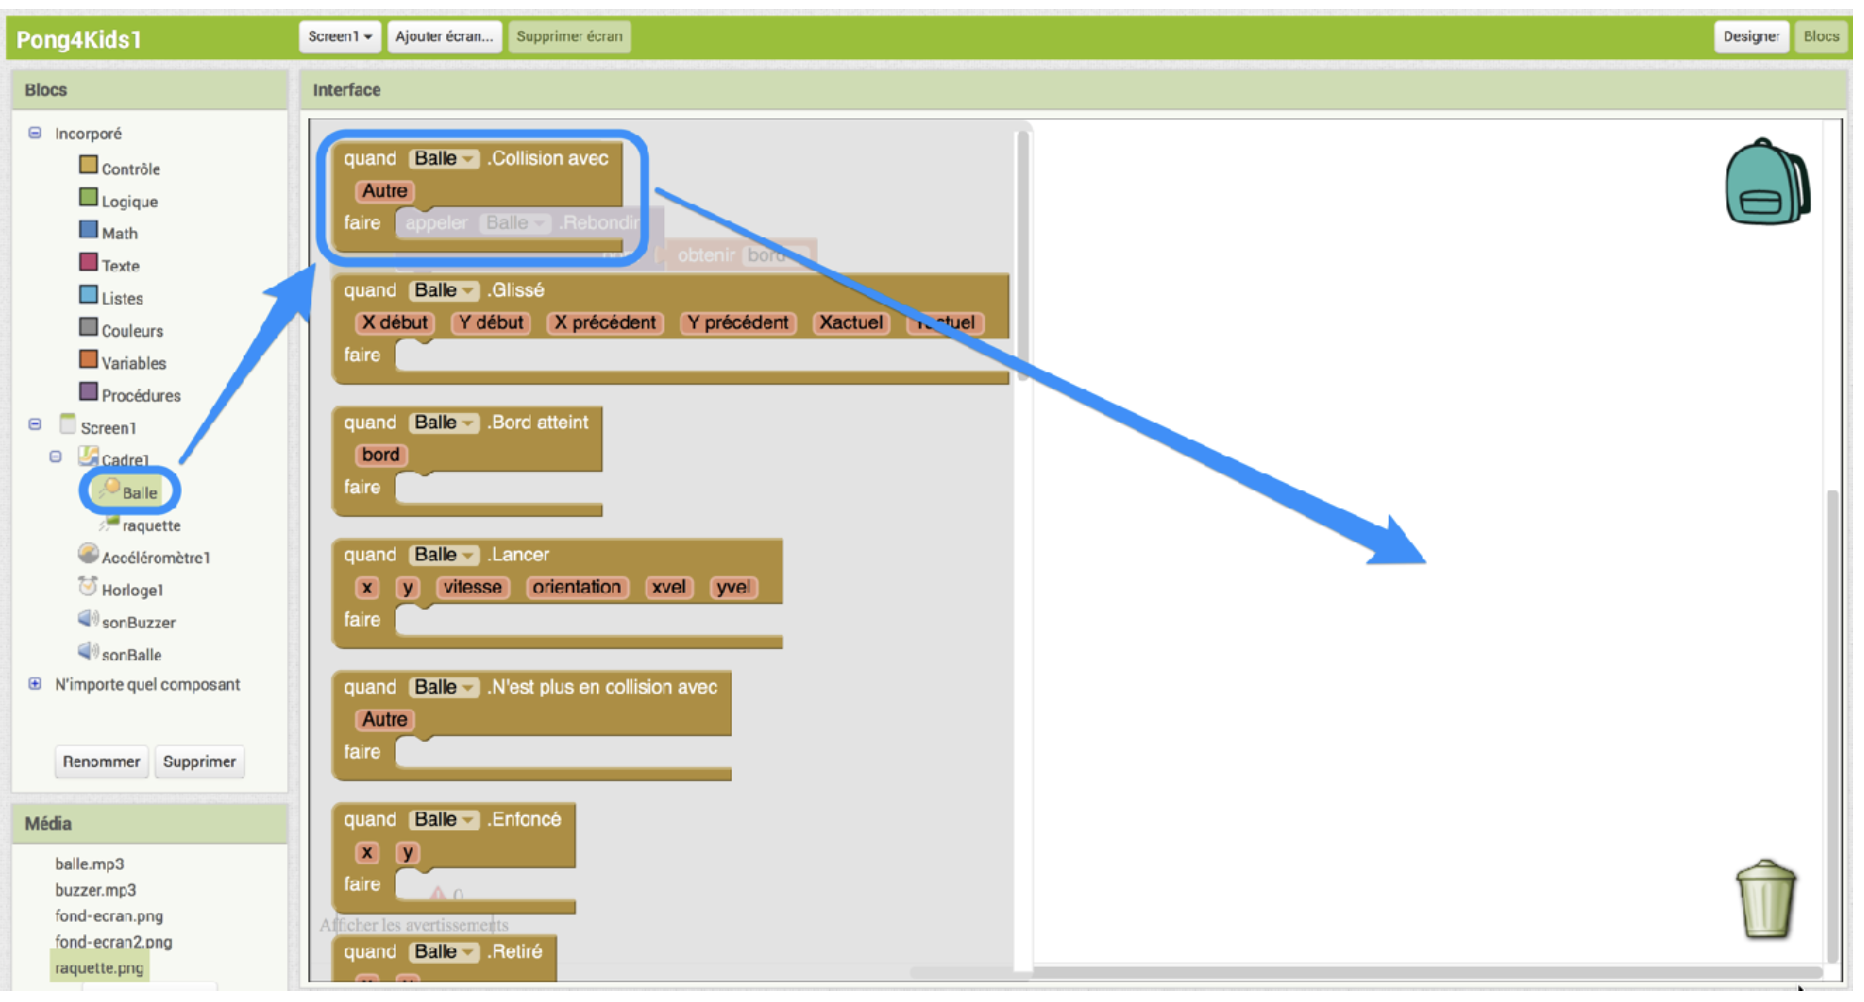 Pong4Kids1
Screen1 Ajouter écran... Supprimer écran
Designer Blocs
Blocs
Incorporé
Contrôle
Logique
Math
Texte
Listes
Couleurs
Variables
Procédures
Screen1
Cadre1
Balle
raquette
Accéléromètre1
Horloge1
sonBuzzer
sonBalle
N'importe quel composant
Renommer Supprimer
Média
balle.mp3
buzzer.mp3
fond-ecran.png
fond-ecran2.png
raquette.png
Interface
quand Balle .Collision avec
Autre
faire appeler Balle .Rebondir
obtenir bord
quand Balle .Glissé
X début Y début X précédent Y précédent Xactuel Yactuel
faire
quand Balle .Bord atteint
bord
faire
quand Balle .Lancer
x y vitesse orientation xvel yvel
faire
quand Balle .N'est plus en collision avec
Autre
faire
quand Balle .Enfoncé
x y
faire
0
Afficher les avertissements
quand Balle .Retiré